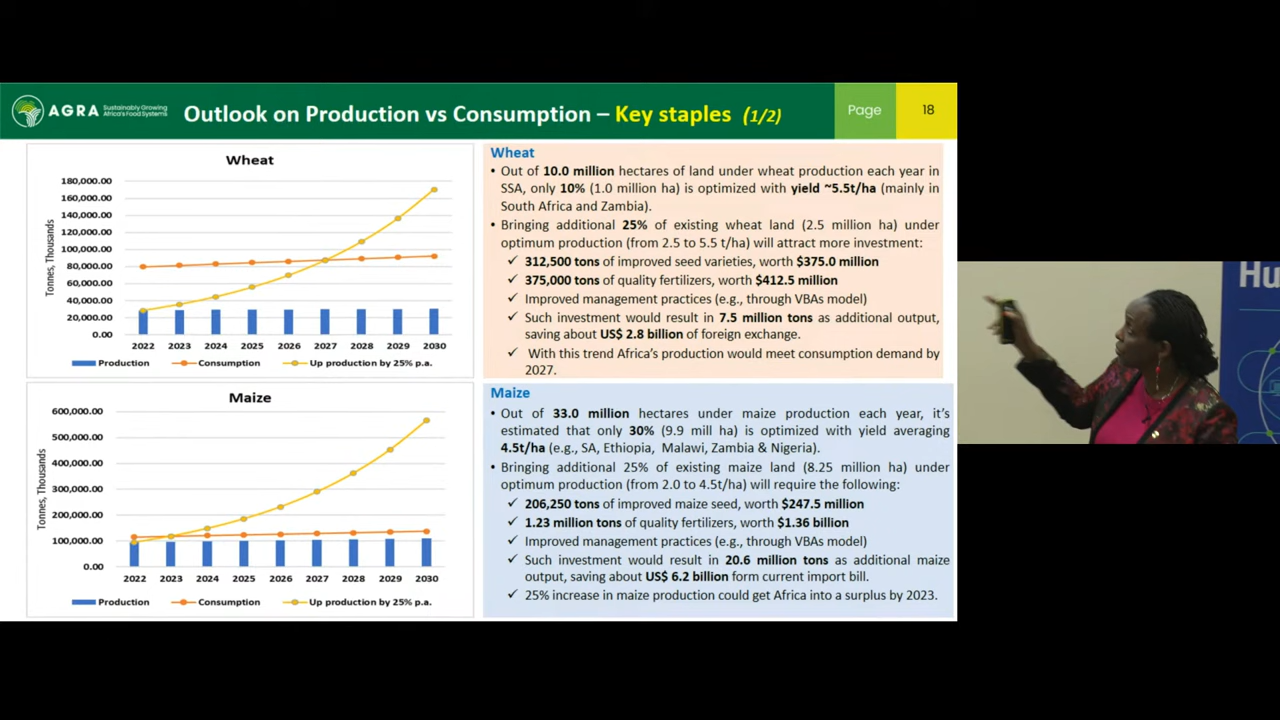 AGRA Sustainably Growing
Africa's Food Systems
Outlook on Production vs Consumption – Key staples (1/2)
Page 18
Wheat
180,000.00
160,000.00
140,000.00
120,000.00
100,000.00
80,000.00
60,000.00
40,000.00
20,000.00
0.00
Tonnes, Thousands
2022 2023 2024 2025 2026 2027 2028 2029 2030
Production Consumption Up production by 25% p.a.
Maize
600,000.00
500,000.00
400,000.00
300,000.00
200,000.00
100,000.00
0.00
Tonnes, Thousands
2022 2023 2024 2025 2026 2027 2028 2029 2030
Production Consumption Up production by 25% p.a.
Wheat
• Out of 10.0 million hectares of land under wheat production each year in
SSA, only 10% (1.0 million ha) is optimized with yield ~5.5t/ha (mainly in
South Africa and Zambia).
• Bringing additional 25% of existing wheat land (2.5 million ha) under
optimum production (from 2.5 to 5.5 t/ha) will attract more investment:
✓ 312,500 tons of improved seed varieties, worth $375.0 million
✓ 375,000 tons of quality fertilizers, worth $412.5 million
✓ Improved management practices (e.g., through VBAs model)
✓ Such investment would result in 7.5 million tons as additional output,
saving about US$ 2.8 billion of foreign exchange.
✓ With this trend Africa's production would meet consumption demand by
2027.
Maize
• Out of 33.0 million hectares under maize production each year, it's
estimated that only 30% (9.9 mill ha) is optimized with yield averaging
4.5t/ha (e.g., SA, Ethiopia, Malawi, Zambia & Nigeria).
• Bringing additional 25% of existing maize land (8.25 million ha) under
optimum production (from 2.0 to 4.5t/ha) will require the following:
✓ 206,250 tons of improved maize seed, worth $247.5 million
✓ 1.23 million tons of quality fertilizers, worth $1.36 billion
✓ Improved management practices (e.g., through VBAs model)
✓ Such investment would result in 20.6 million tons as additional maize
output, saving about US$ 6.2 billion form current import bill.
✓ 25% increase in maize production could get Africa into a surplus by 2023.
Hu